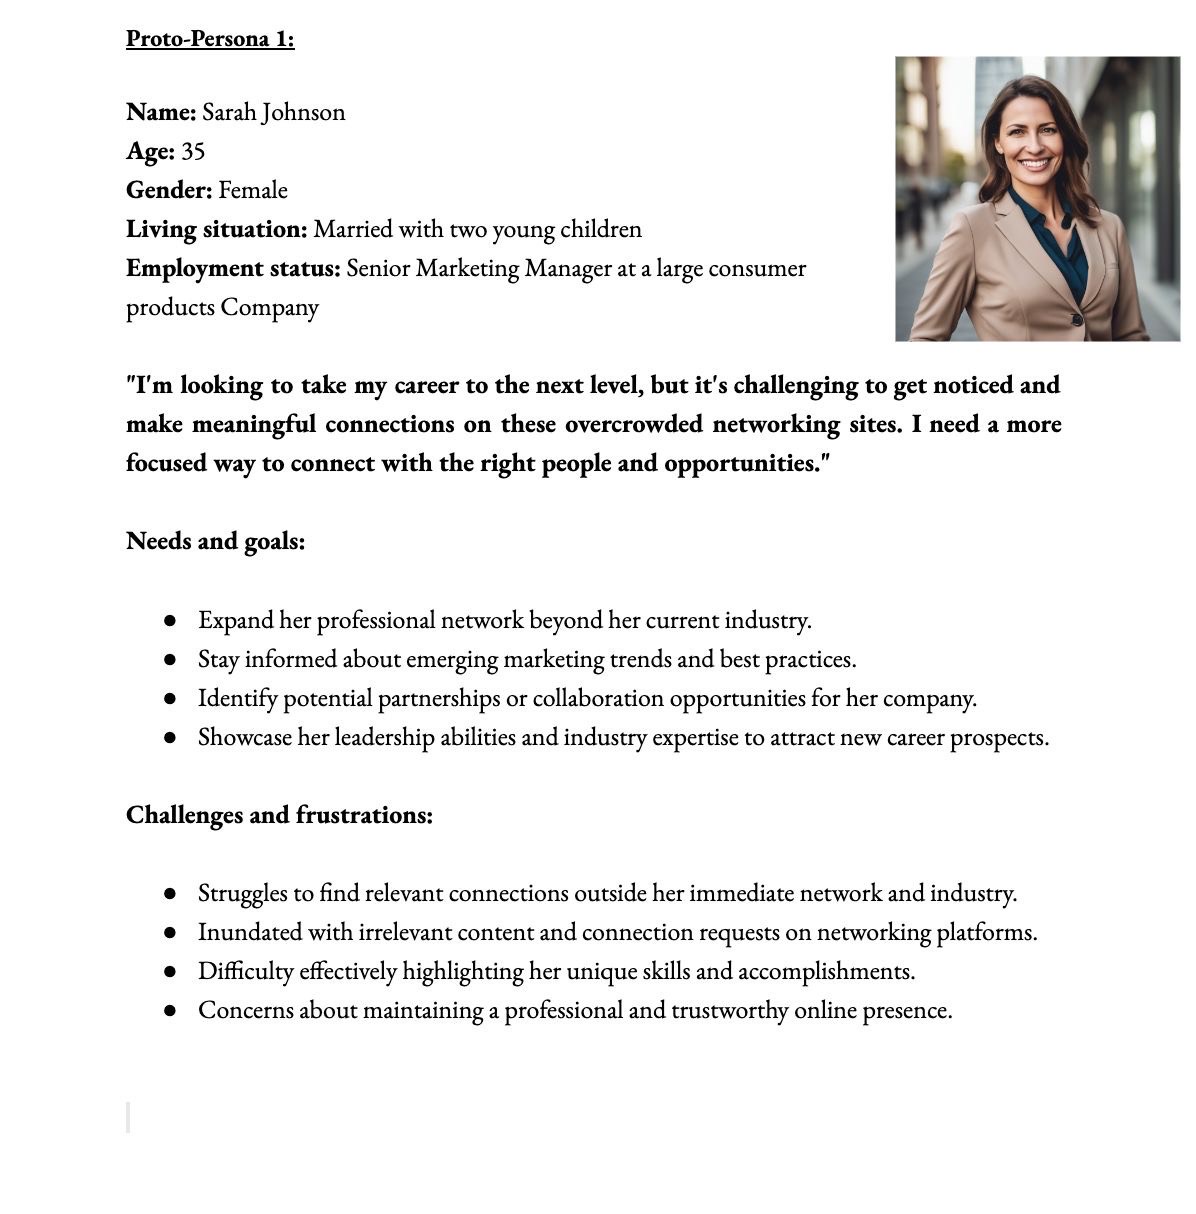 Proto-Persona 1:
Name: Sarah Johnson
Age: 35
Gender: Female
Living situation: Married with two young children
Employment status: Senior Marketing Manager at a large consumer
products Company
"I'm looking to take my career to the next level, but it's challenging to get noticed and
make meaningful connections on these overcrowded networking sites. I need a more
focused way to connect with the right people and opportunities."
Needs and goals:
● Expand her professional network beyond her current industry.
● Stay informed about emerging marketing trends and best practices.
● Identify potential partnerships or collaboration opportunities for her company.
● Showcase her leadership abilities and industry expertise to attract new career prospects.
Challenges and frustrations:
● Struggles to find relevant connections outside her immediate network and industry.
● Inundated with irrelevant content and connection requests on networking platforms.
● Difficulty effectively highlighting her unique skills and accomplishments.
● Concerns about maintaining a professional and trustworthy online presence.